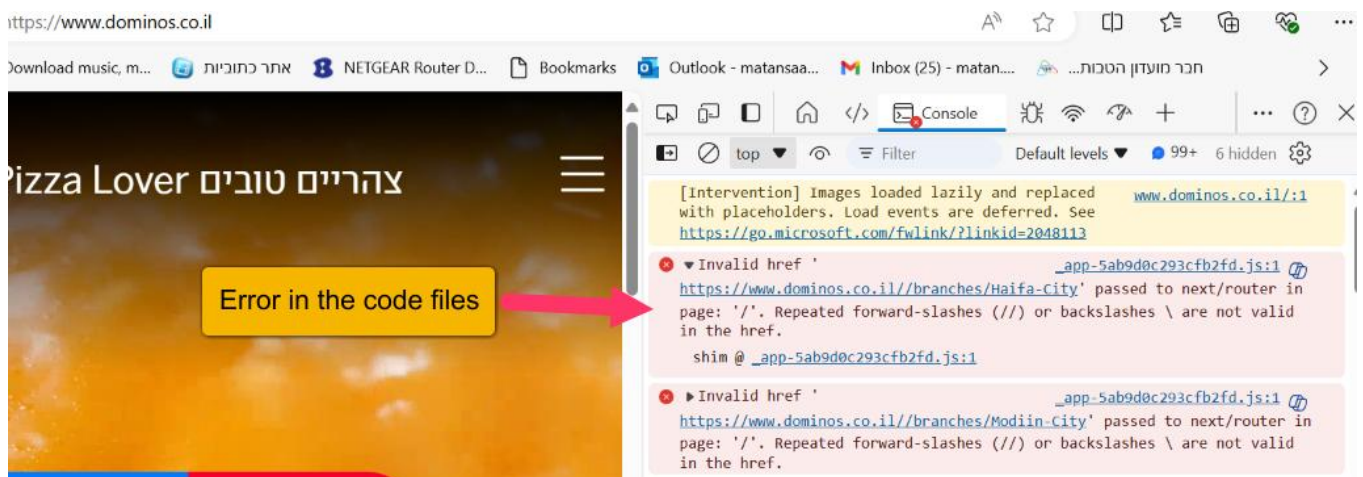 https://www.dominos.co.il
Download music, m... אתר כתוביות NETGEAR Router D... Bookmarks Outlook - matansaa... Inbox (25) - matan.... חבר מועדון הטבות...
Console
top Filter Default levels 99+ 6 hidden
Pizza Lover צהריים טובים
[Intervention] Images loaded lazily and replaced www.dominos.co.il/:1
with placeholders. Load events are deferred. See
https://go.microsoft.com/fwlink/?linkid=2048113
Invalid href ' _app-5ab9d0c293cfb2fd.js:1
https://www.dominos.co.il//branches/Haifa-City' passed to next/router in
page: '/'. Repeated forward-slashes (//) or backslashes \ are not valid
in the href.
shim @ _app-5ab9d0c293cfb2fd.js:1
Error in the code files
Invalid href ' _app-5ab9d0c293cfb2fd.js:1
https://www.dominos.co.il//branches/Modiin-City' passed to next/router in
page: '/'. Repeated forward-slashes (//) or backslashes \ are not valid
in the href.